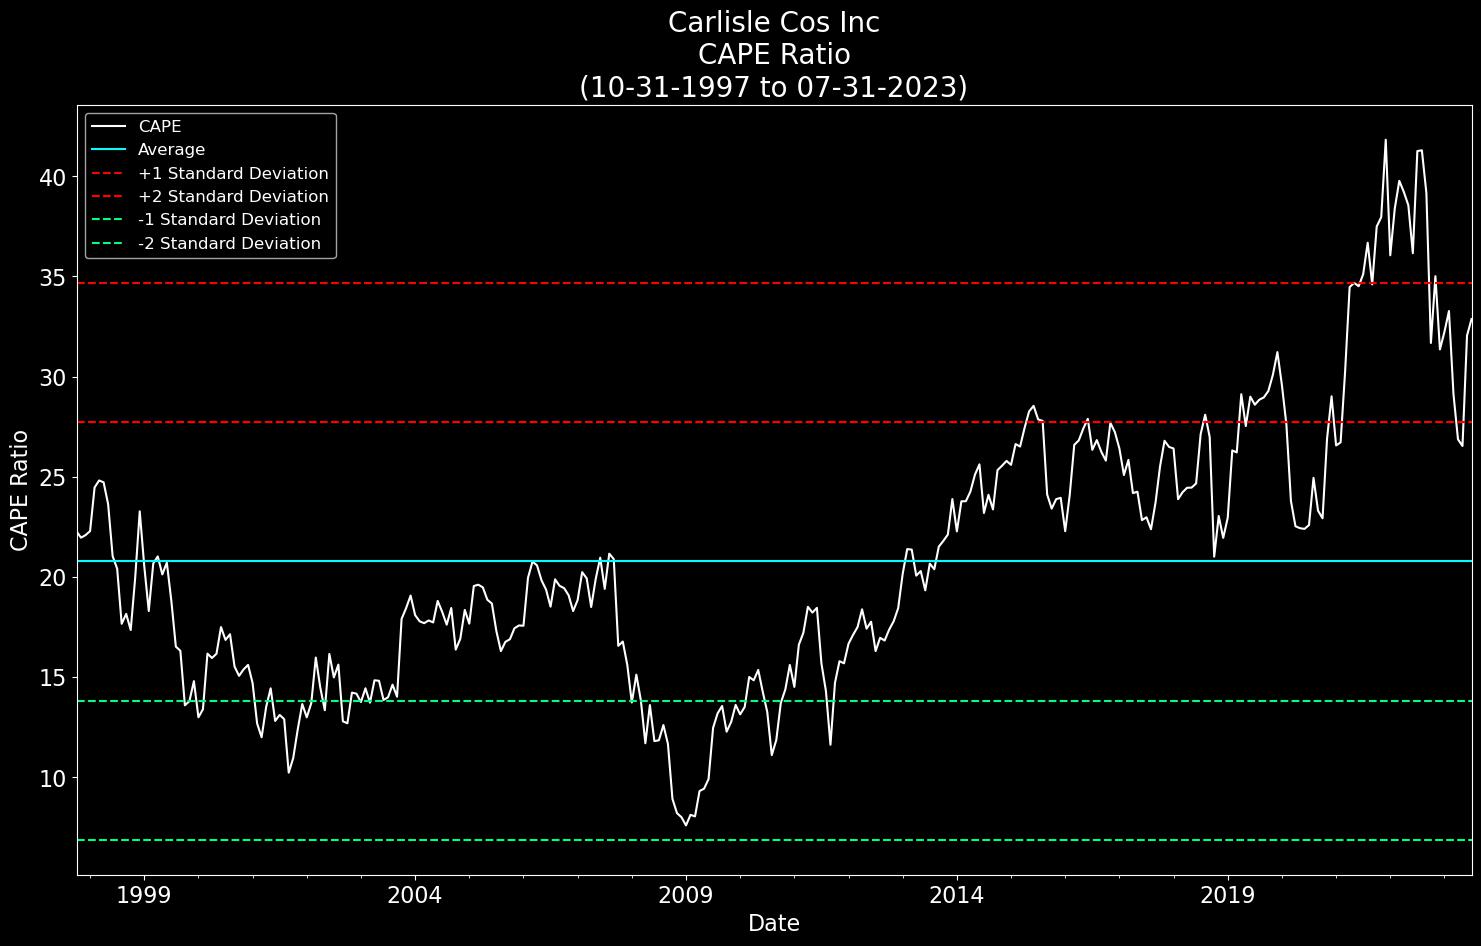 Carlisle Cos Inc
CAPE Ratio
(10-31-1997 to 07-31-2023)
CAPE
Average
+1 Standard Deviation
+2 Standard Deviation
-1 Standard Deviation
-2 Standard Deviation
40
35
30
25
20
15
10
CAPE Ratio
1999 2004 2009 2014 2019
Date